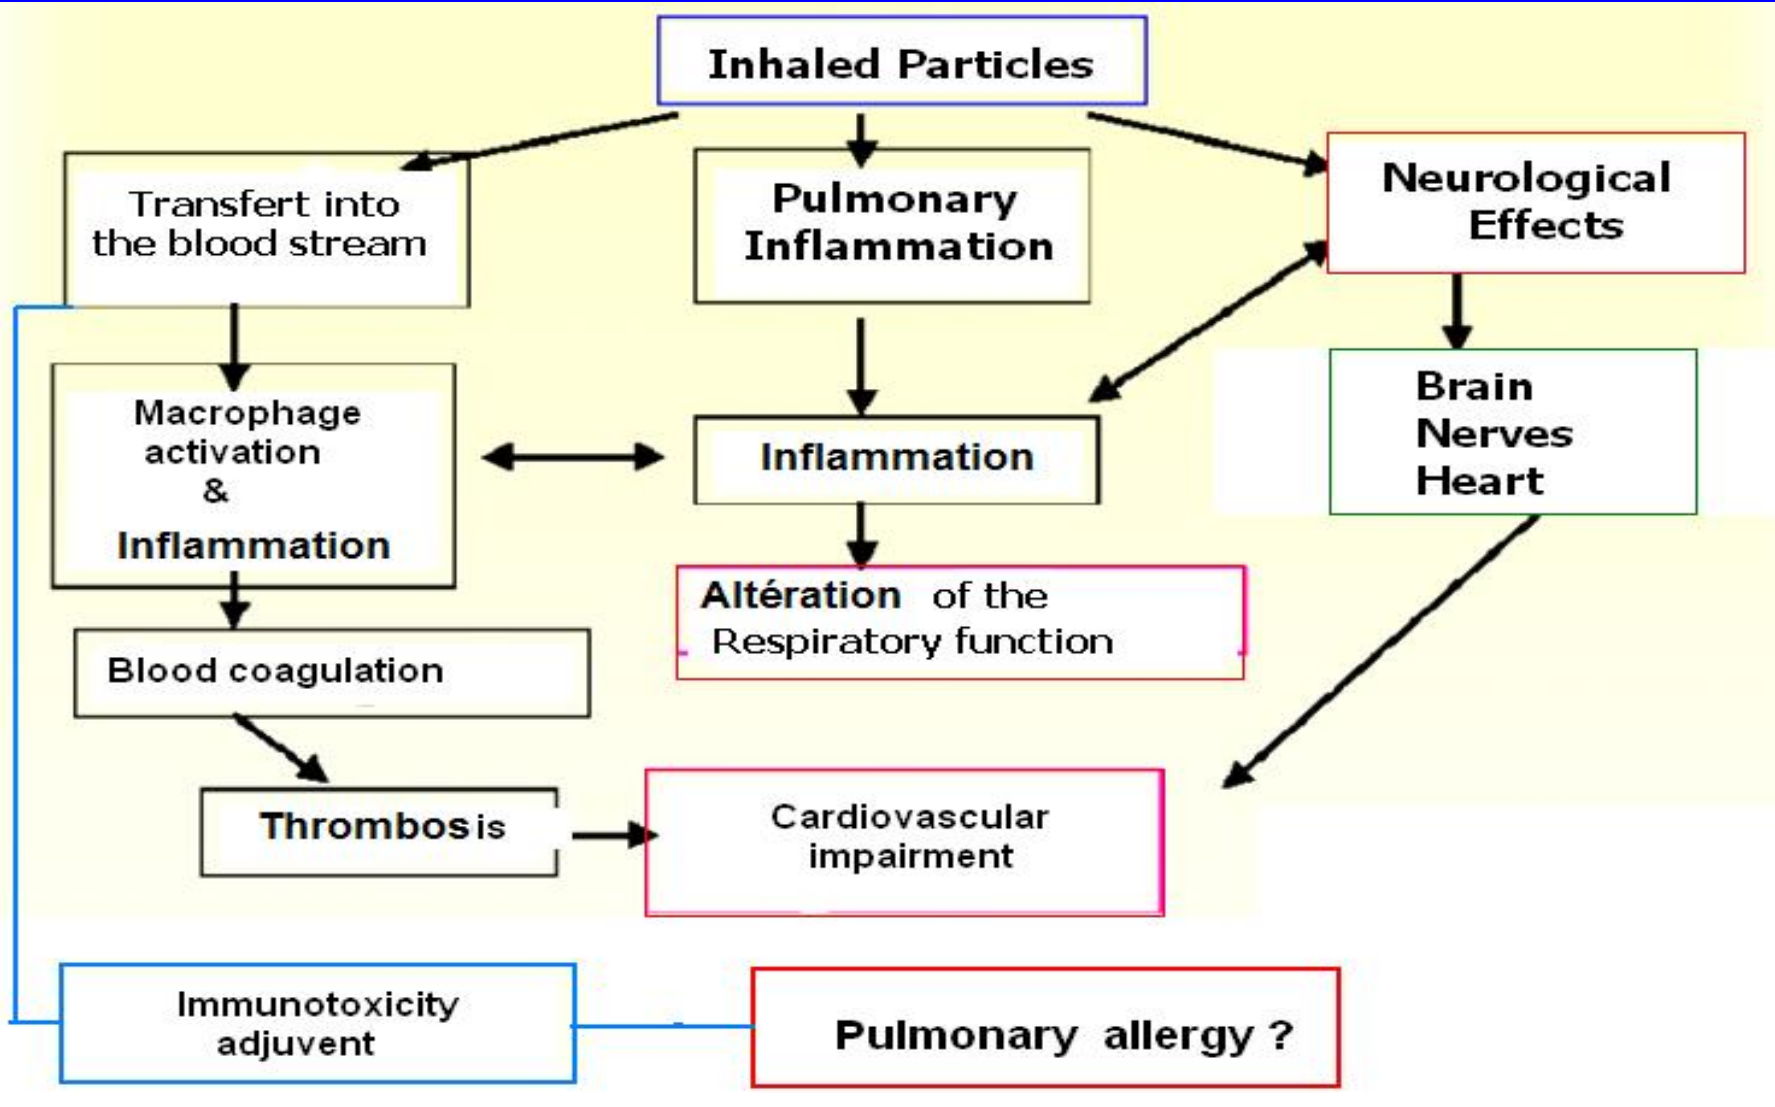 Inhaled Particles
Transfert into
the blood stream
Pulmonary
Inflammation
Neurological
Effects
Macrophage
activation
&
Inflammation
Inflammation
Brain
Nerves
Heart
Altération of the
Respiratory function
Blood coagulation
Thrombosis
Cardiovascular
impairment
Immunotoxicity
adjuvent
Pulmonary allergy ?